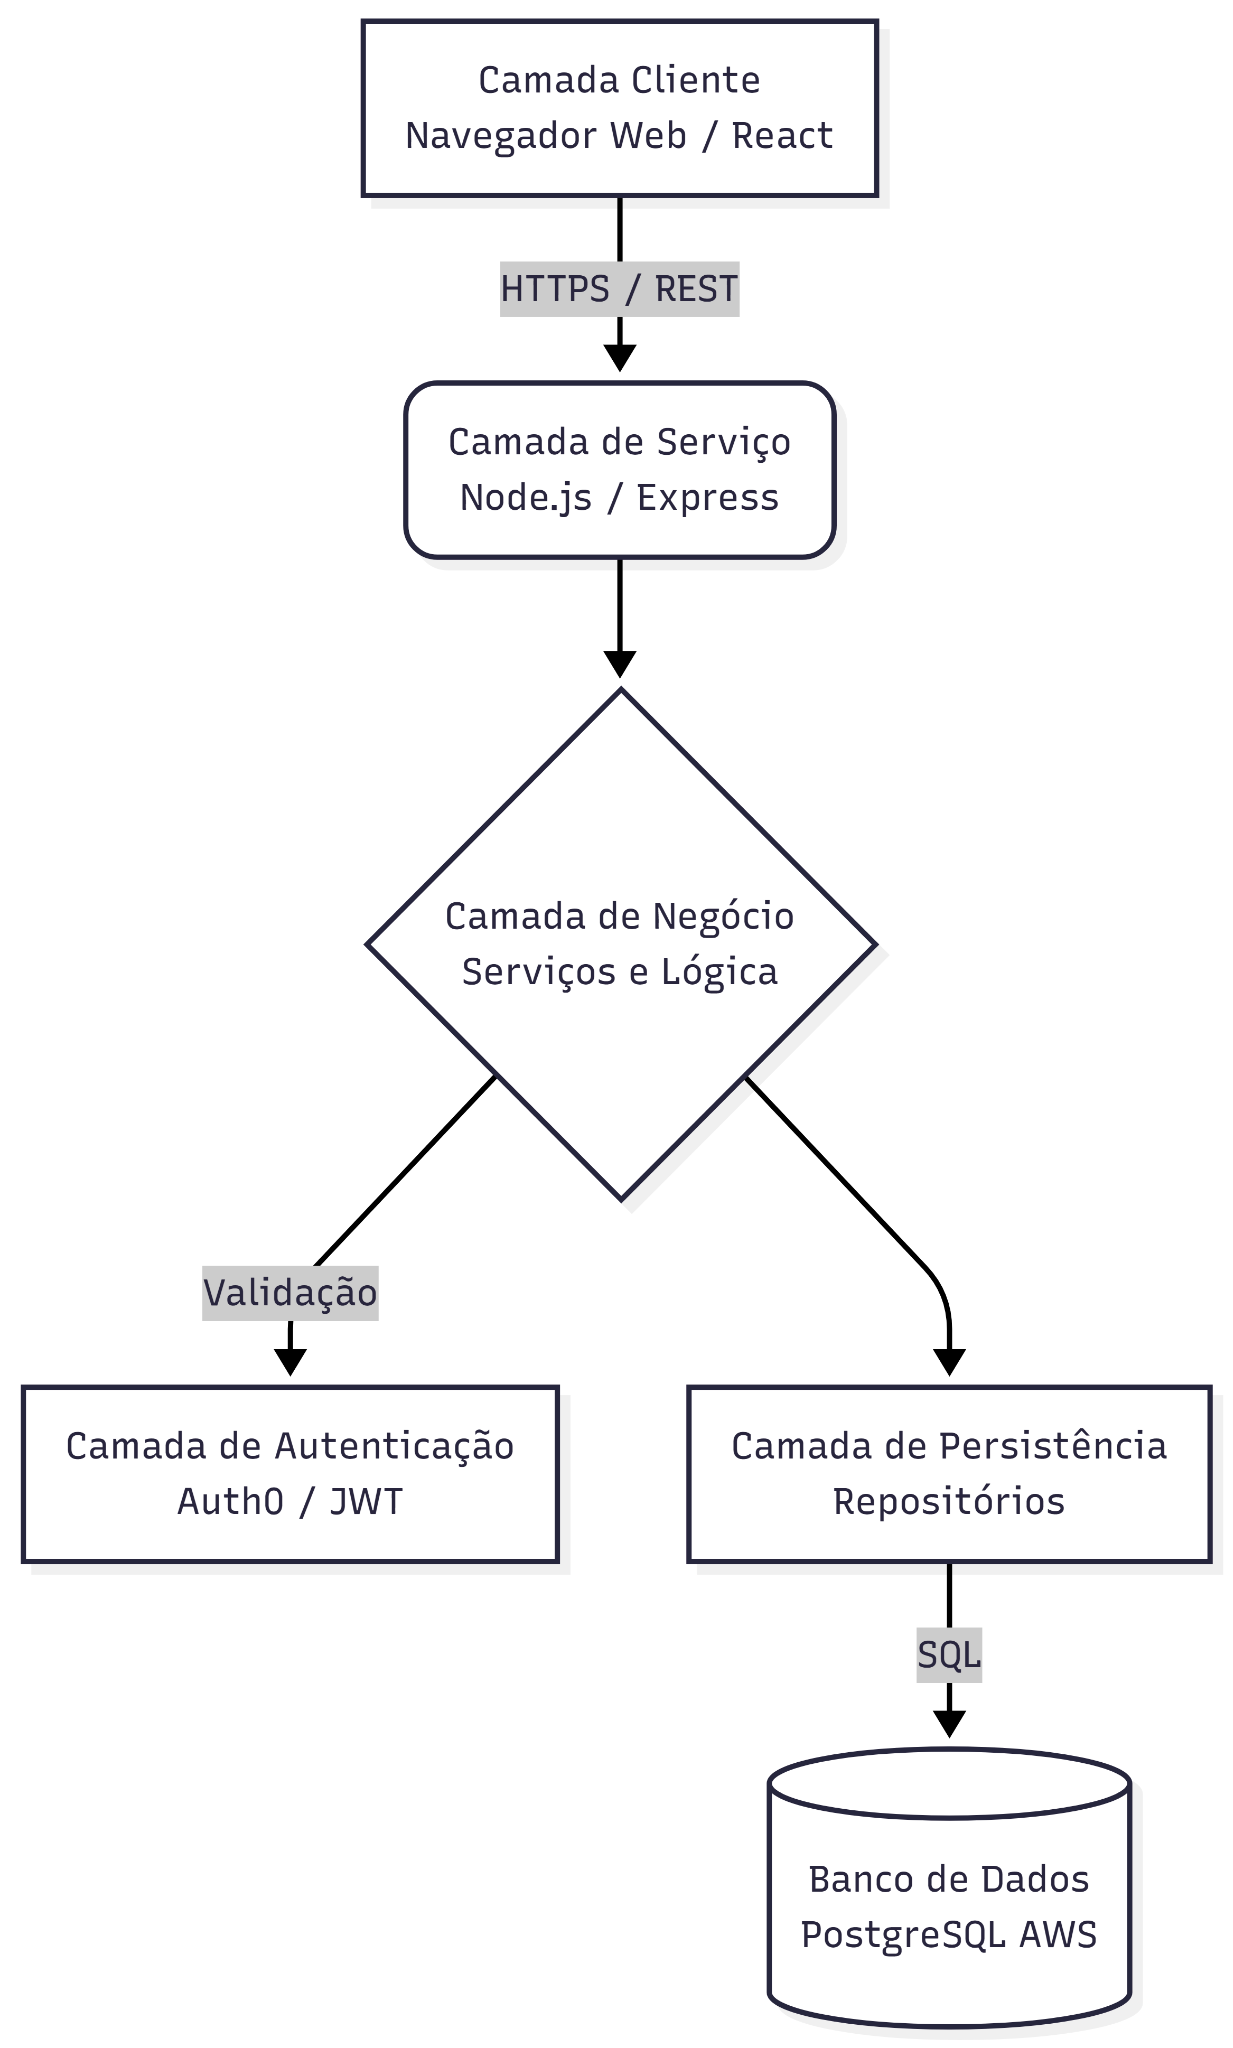 Camada Cliente
Navegador Web / React
HTTPS / REST
Camada de Serviço
Node.js / Express
Camada de Negócio
Serviços e Lógica
Validação
Camada de Autenticação
Auth0 / JWT
Camada de Persistência
Repositórios
SQL
Banco de Dados
PostgreSQL AWS